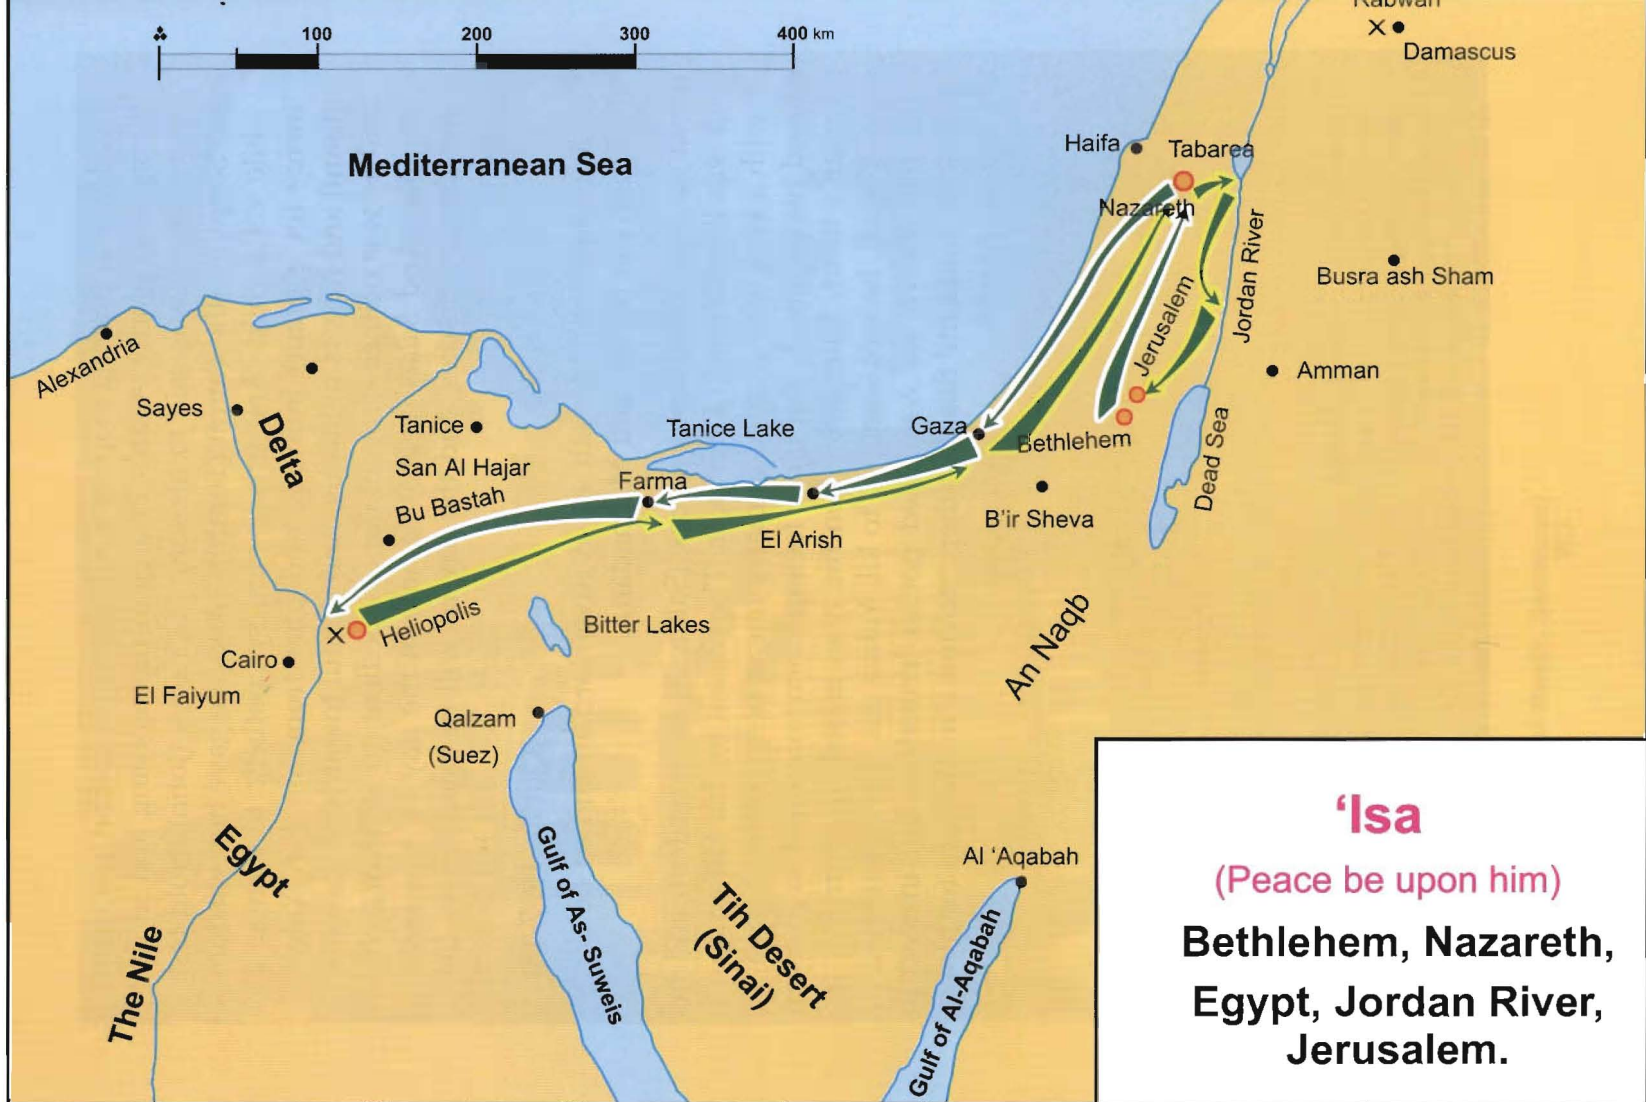 Rabwah
100 200 300 400 km
Damascus
Mediterranean Sea
Haifa
Tabarea
Nazareth
Jordan River
Busra ash Sham
Jerusalem
Alexandria
Amman
Sayes
Delta
Tanice
Tanice Lake
Gaza
Bethlehem
Dead Sea
San Al Hajar
Farma
Bu Bastah
B'ir Sheva
El Arish
Heliopolis
Bitter Lakes
An Naqb
Cairo
El Faiyum
Qalzam
(Suez)
Egypt
Gulf of As- Suweis
Tih Desert
(Sinai)
Al ‘Aqabah
Gulf of Al-Aqabah
The Nile
‘Isa
(Peace be upon him)
Bethlehem, Nazareth,
Egypt, Jordan River,
Jerusalem.